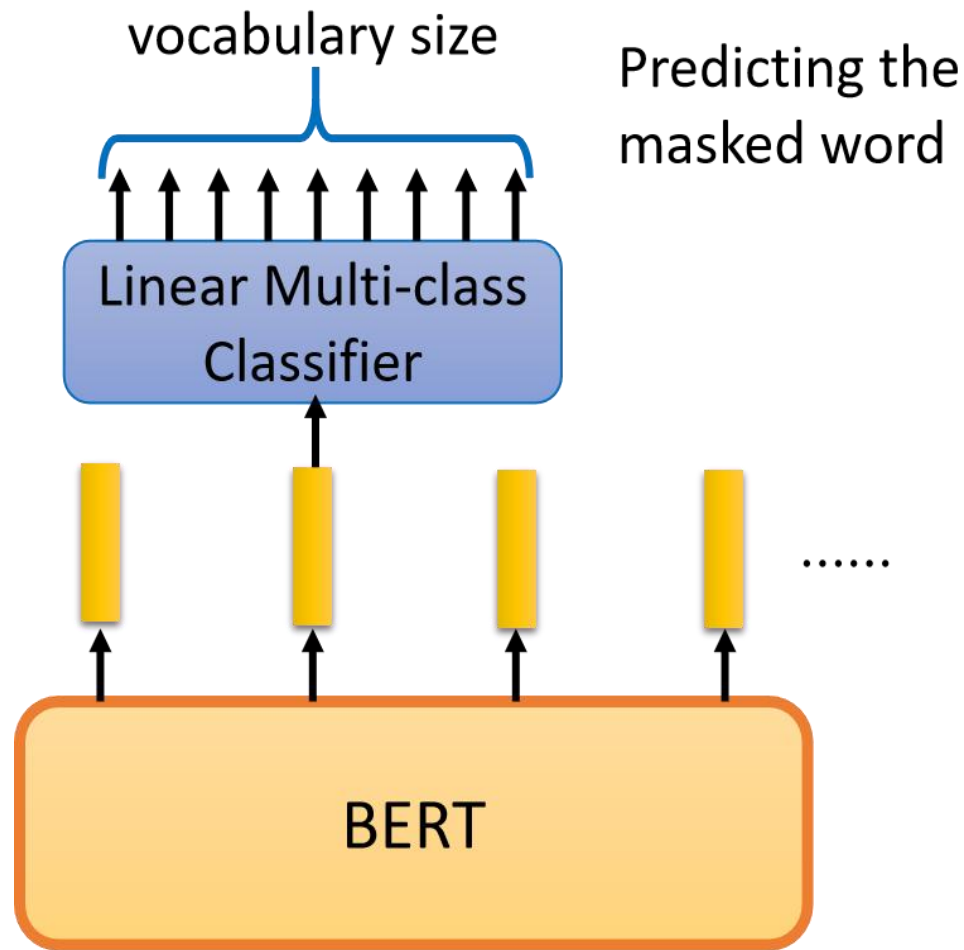 vocabulary size
Predicting the
masked word
Linear Multi-class
Classifier
......
BERT